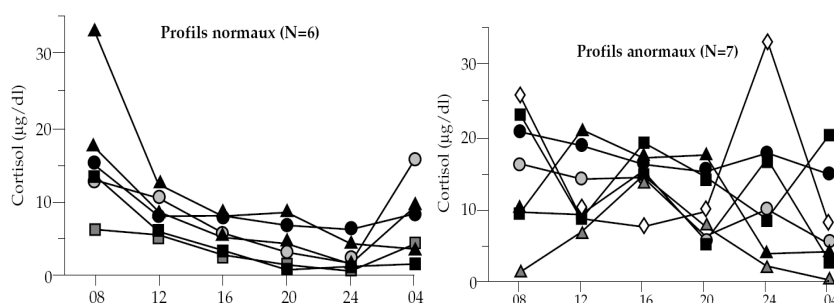 Profils normaux (N=6)
Cortisol (µg/dl)
30
20
10
0
08 12 16 20 24 04
Profils anormaux (N=7)
Cortisol (µg/dl)
30
20
10
0
08 12 16 20 24